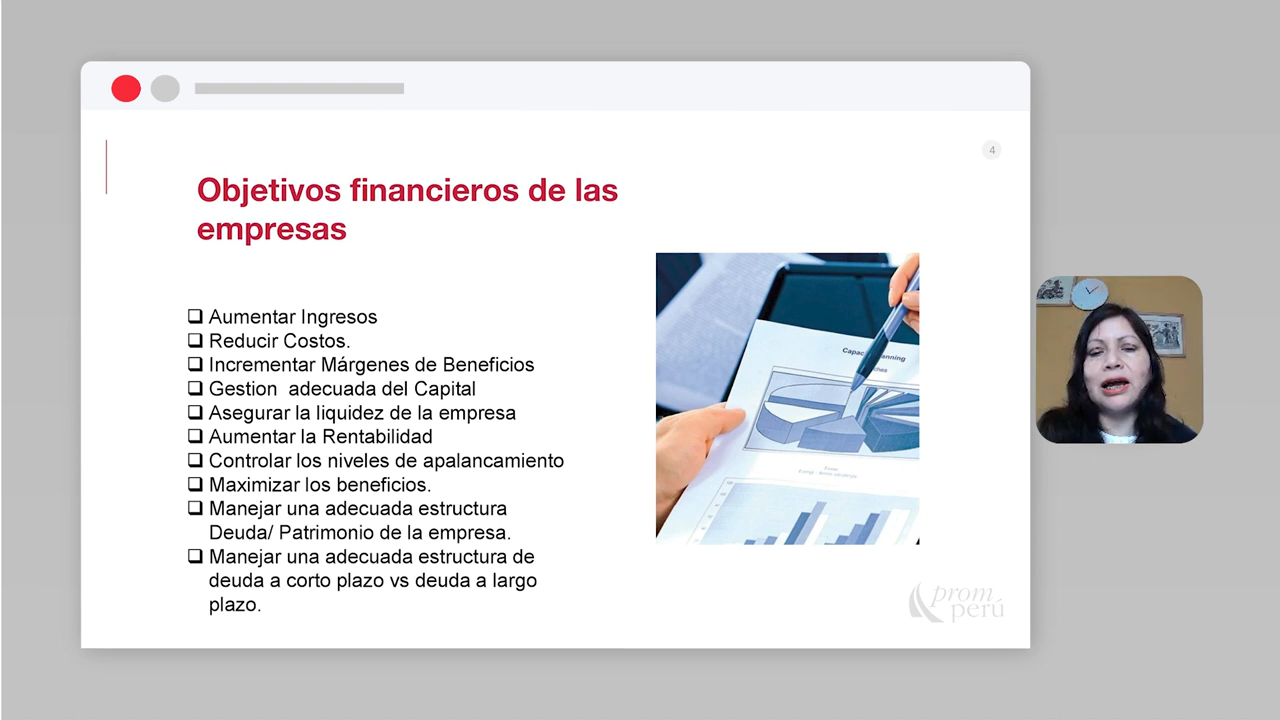 4
Objetivos financieros de las
empresas
Aumentar Ingresos
Reducir Costos.
Incrementar Márgenes de Beneficios
Gestion adecuada del Capital
Asegurar la liquidez de la empresa
Aumentar la Rentabilidad
Controlar los niveles de apalancamiento
Maximizar los beneficios.
Manejar una adecuada estructura
Deuda/ Patrimonio de la empresa.
Manejar una adecuada estructura de
deuda a corto plazo vs deuda a largo
plazo.
prom
perú